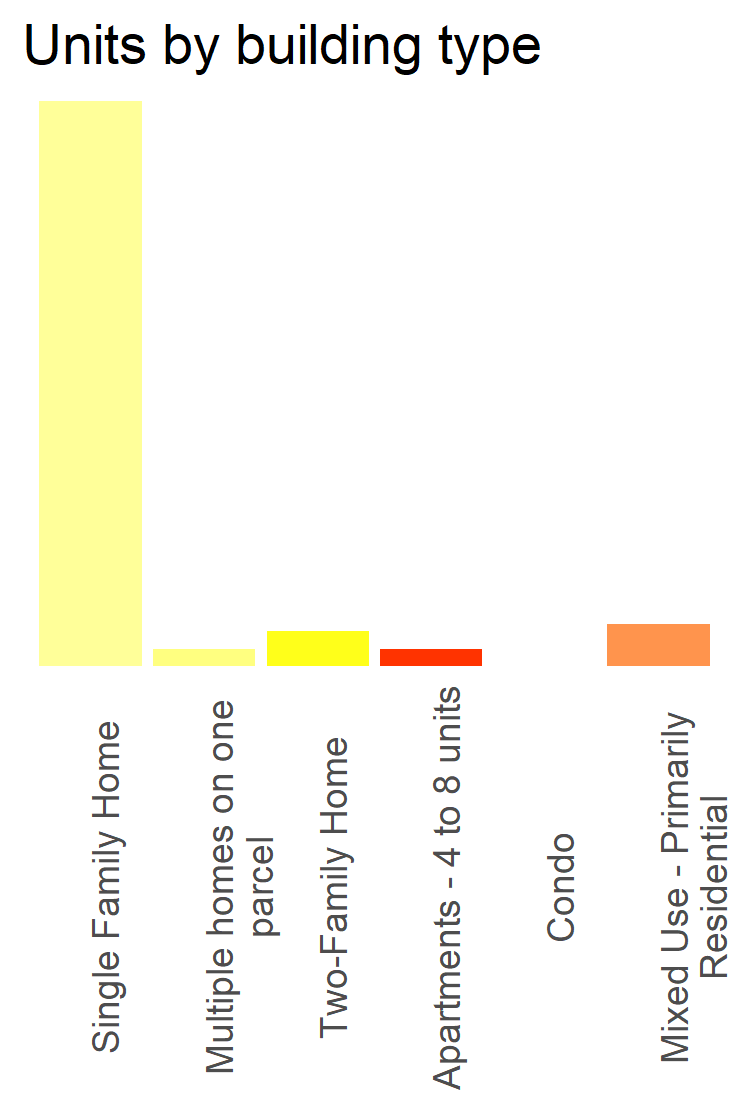 Units by building type
Single Family Home
Multiple homes on one
parcel
Two-Family Home
Apartments - 4 to 8 units
Condo
Mixed Use - Primarily
Residential